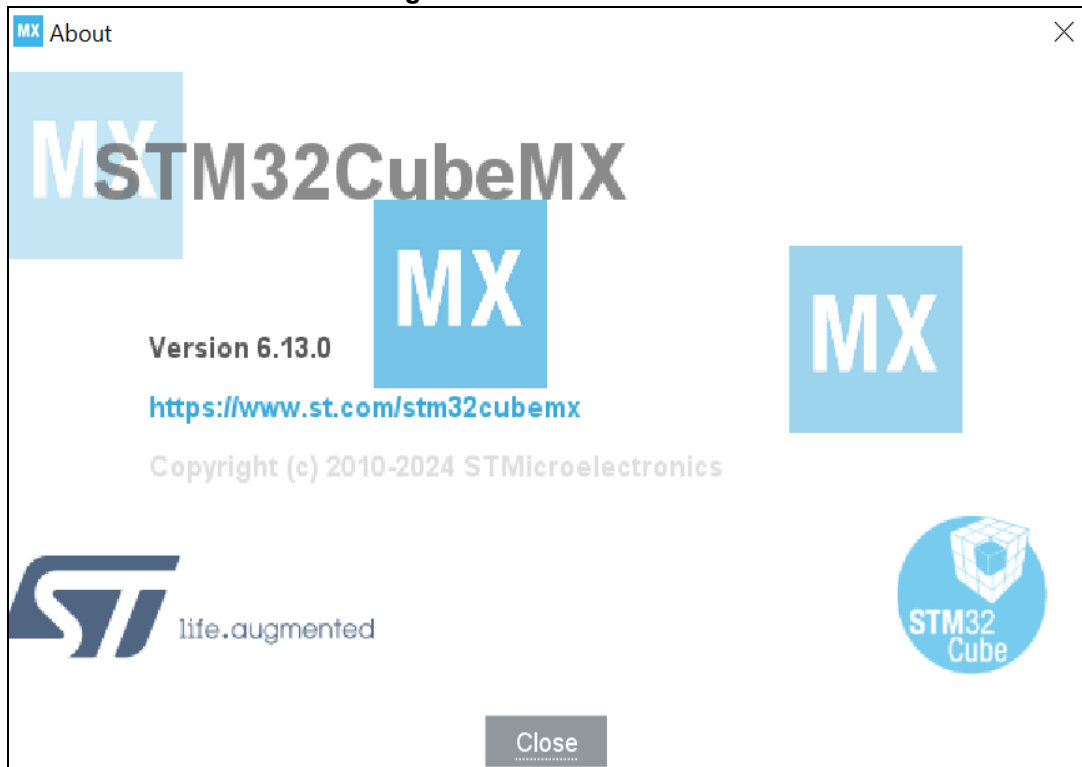 MX About
MX
STM32CubeMX
MX
MX
Version 6.13.0
https://www.st.com/stm32cubemx
Copyright (c) 2010-2024 STMicroelectronics
ST life.augmented
STM32
Cube
Close